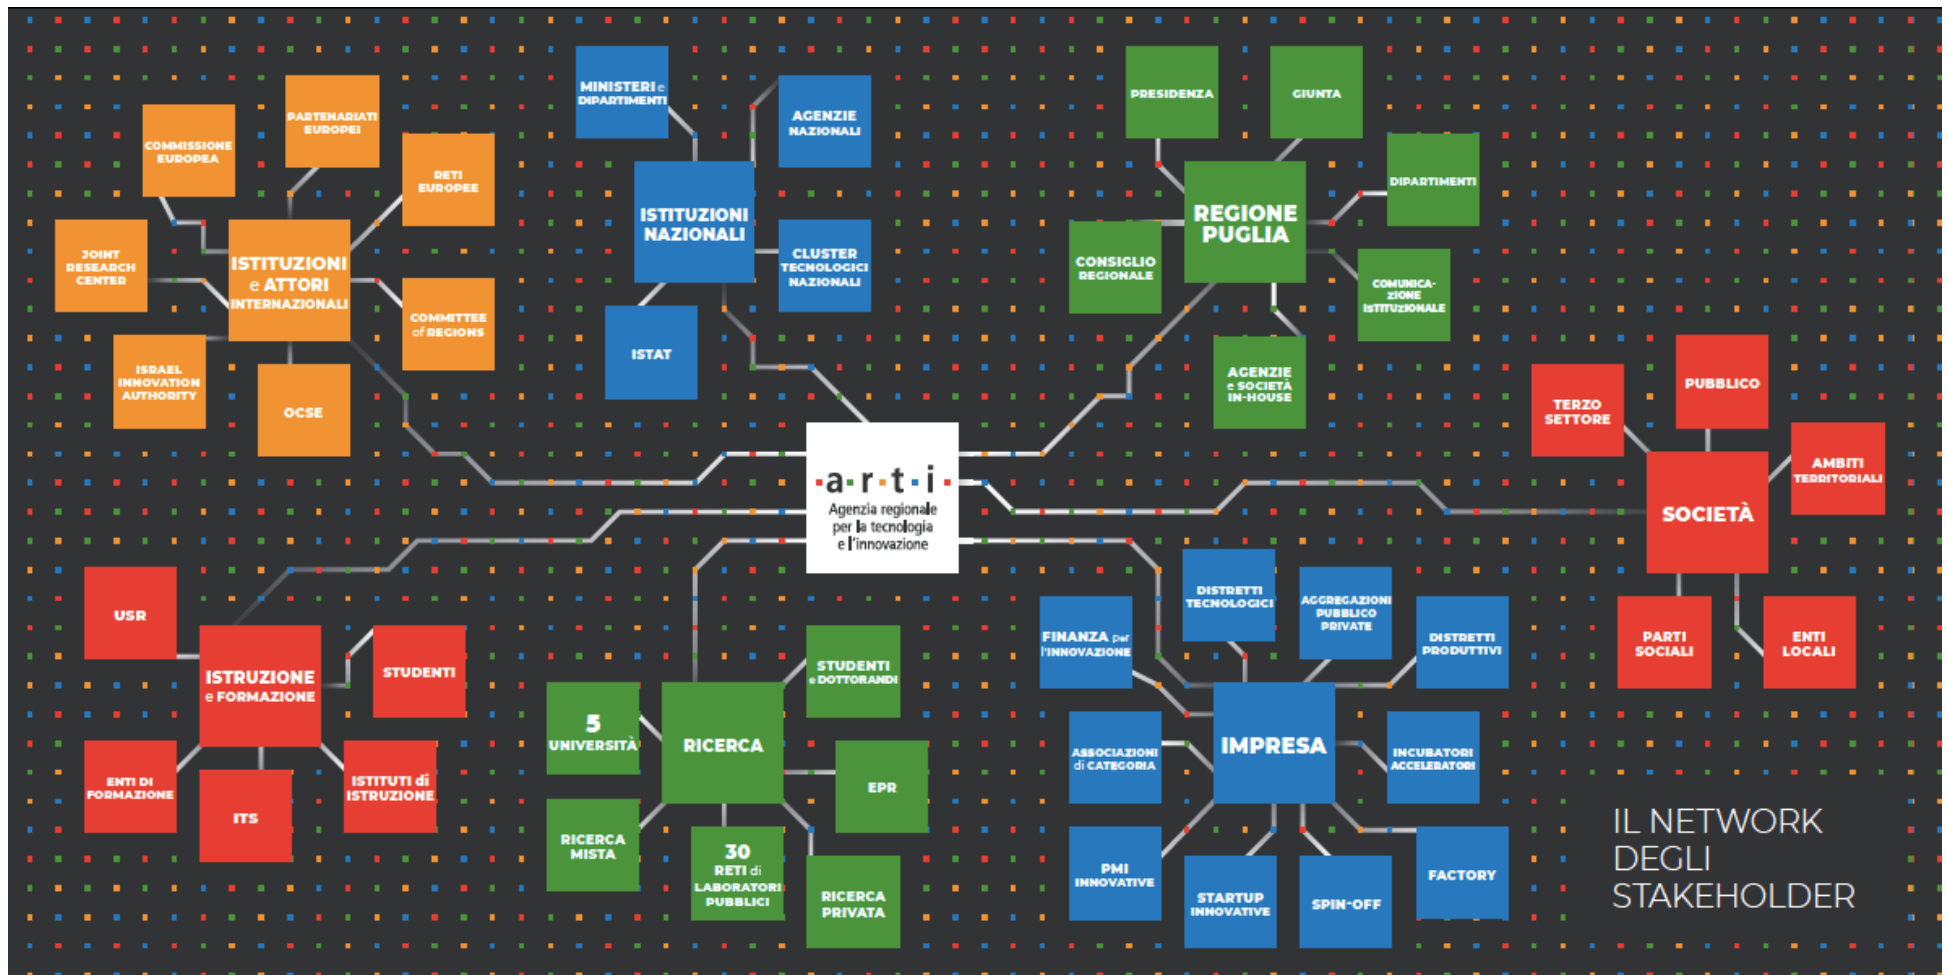 PARTENARIATI
EUROPEI
COMMISSIONE
EUROPEA
RETI
EUROPEE
JOINT
RESEARCH
CENTER
ISTITUZIONI
e ATTORI
INTERNAZIONALI
COMMITTEE
of REGIONS
ISRAEL
INNOVATION
AUTHORITY
OCSE
MINISTERI e
DIPARTIMENTI
AGENZIE
NAZIONALI
ISTITUZIONI
NAZIONALI
CLUSTER
TECNOLOGICI
NAZIONALI
ISTAT
PRESIDENZA
GIUNTA
DIPARTIMENTI
REGIONE
PUGLIA
CONSIGLIO
REGIONALE
COMUNICA-
ZIONE
ISTITUZIONALE
AGENZIE
e SOCIETÀ
IN-HOUSE
TERZO
SETTORE
PUBBLICO
AMBITI
TERRITORIALI
SOCIETÀ
PARTI
SOCIALI
ENTI
LOCALI
a.r.t.i.
Agenzia regionale
per la tecnologia
e l'innovazione
USR
ISTRUZIONE
e FORMAZIONE
STUDENTI
ENTI DI
FORMAZIONE
ITS
ISTITUTI di
ISTRUZIONE
STUDENTI
e DOTTORANDI
5
UNIVERSITÀ
RICERCA
EPR
RICERCA
MISTA
30
RETI di
LABORATORI
PUBBLICI
RICERCA
PRIVATA
DISTRETTI
TECNOLOGICI
AGGREGAZIONI
PUBBLICO
PRIVATE
FINANZA per
l'INNOVAZIONE
DISTRETTI
PRODUTTIVI
ASSOCIAZIONI
di CATEGORIA
IMPRESA
INCUBATORI
ACCELERATORI
PMI
INNOVATIVE
STARTUP
INNOVATIVE
SPIN-OFF
FACTORY
IL NETWORK
DEGLI
STAKEHOLDER